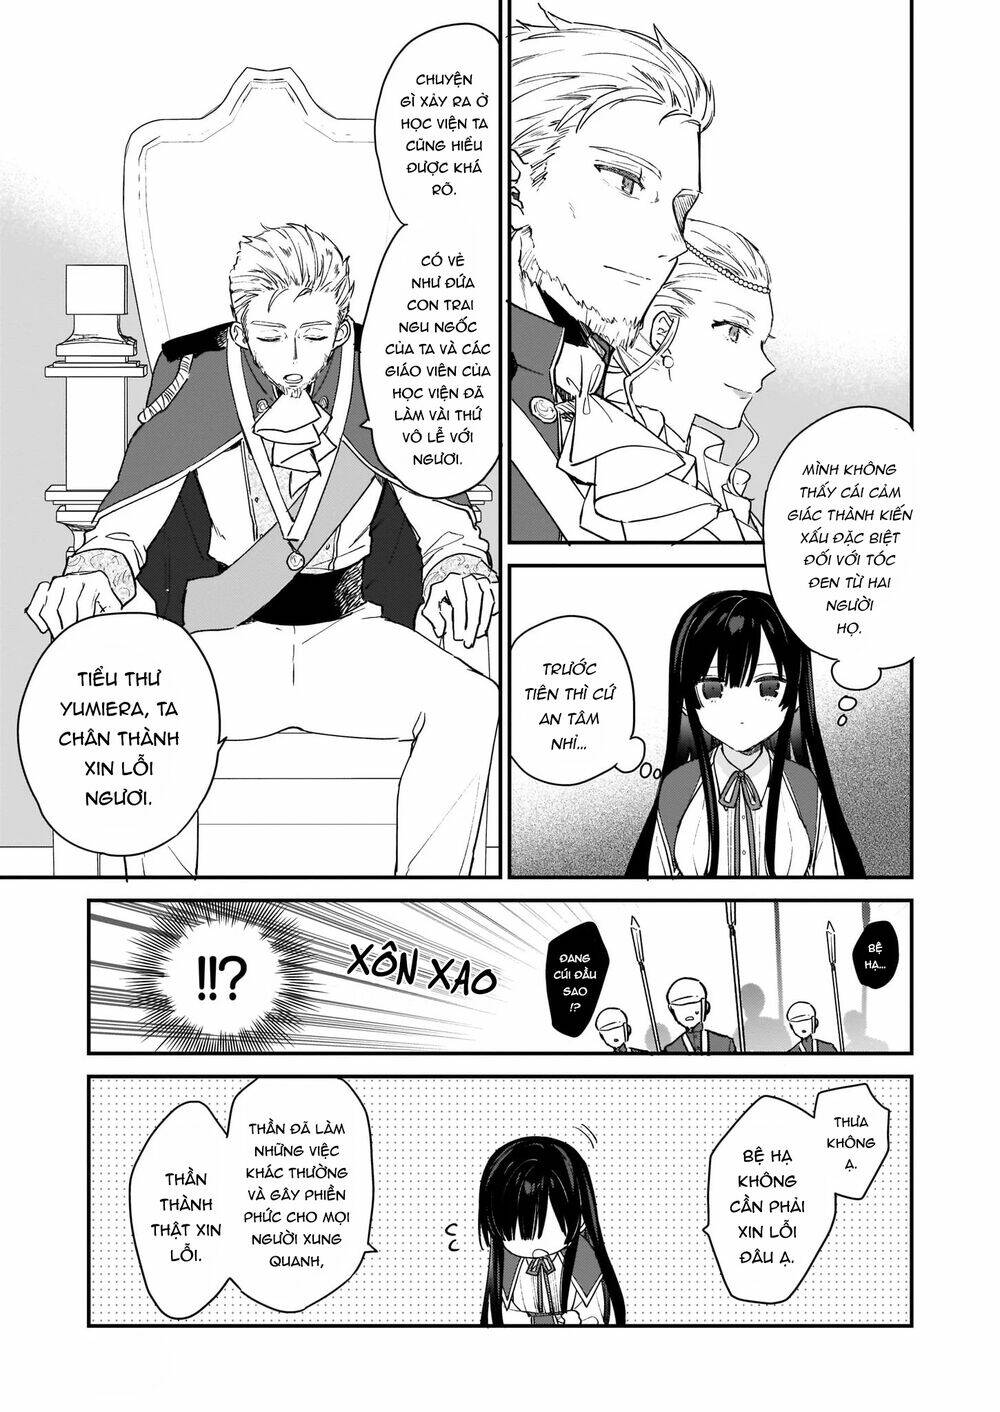 MÌNH KHÔNG
THẤY CÁI CẢM
GIÁC THÀNH KIẾN
XẤU ĐẶC BIỆT
ĐỐI VỚI TÓC
ĐEN TỪ HAI
NGƯỜI
HỌ.
TRƯỚC
TIÊN THÌ CỨ
AN TÂM
NHỈ...
CHUYỆN
GÌ XẢY RA Ở
HỌC VIỆN TA
CŨNG HIỂU
ĐƯỢC KHÁ
RÕ.
CÓ VẺ
NHƯ ĐỨA
CON TRAI
NGU NGỐC
CỦA TA VÀ CÁC
GIÁO VIÊN CỦA
HỌC VIỆN ĐÃ
LÀM VÀI THỨ
VÔ LỄ VỚI
NGƯƠI.
TIỂU THƯ
YUMIERA, TA
CHÂN THÀNH
XIN LỖI
NGƯƠI.
BỆ
HẠ...
ĐANG
CÚI ĐẦU
SAO
!?
XÔN XAO
!!?
THƯA
KHÔNG
Ạ.
BỆ HẠ
KHÔNG
CẦN PHẢI
XIN LỖI
ĐÂU Ạ.
THẦN ĐÃ LÀM
NHỮNG VIỆC
KHÁC THƯỜNG
VÀ GÂY PHIỀN
PHỨC CHO MỌI
NGƯỜI XUNG
QUANH,
THẦN
THÀNH
THẬT XIN
LỖI.